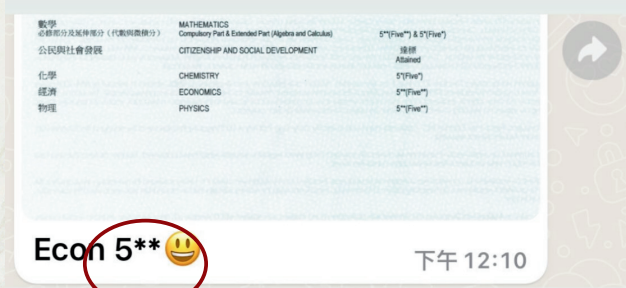 數學 MATHEMATICS
必修部分及延伸部分（代數與微積分） Compulsory Part & Extended Part (Algebra and Calculus) 5**(Five**) & 5*(Five*)
公民與社會發展 CITIZENSHIP AND SOCIAL DEVELOPMENT 達標
Attained
化學 CHEMISTRY 5*(Five*)
經濟 ECONOMICS 5**(Five**)
物理 PHYSICS 5**(Five**)
Econ 5**😃
下午 12:10